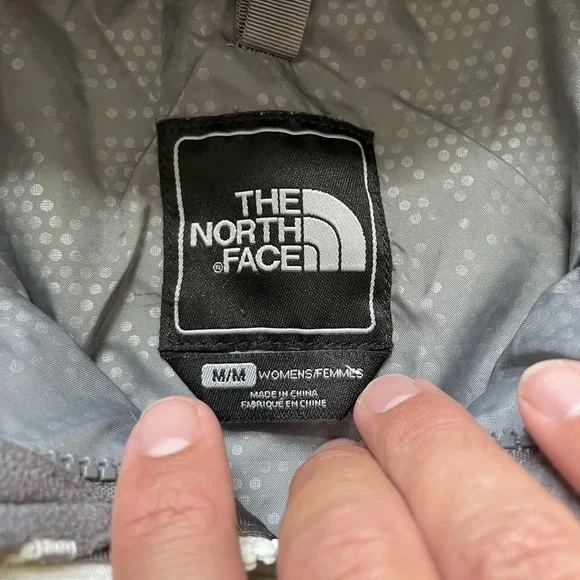 THE
NORTH
® FACE
M/M WOMENS/FEMMES
MADE IN CHINA
FABRIQUÉ EN CHINE